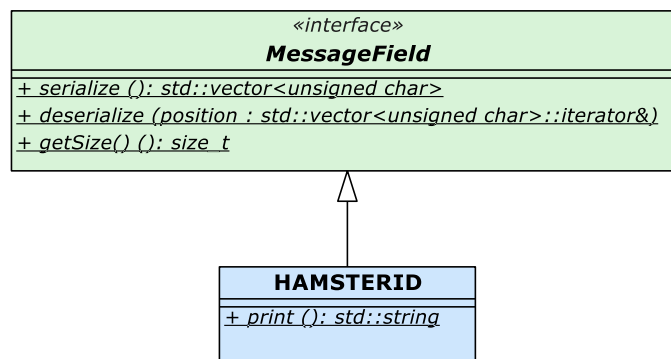 «interface»
MessageField
+ serialize (): std::vector<unsigned char>
+ deserialize (position : std::vector<unsigned char>::iterator&)
+ getSize() (): size_t
HAMSTERID
+ print (): std::string